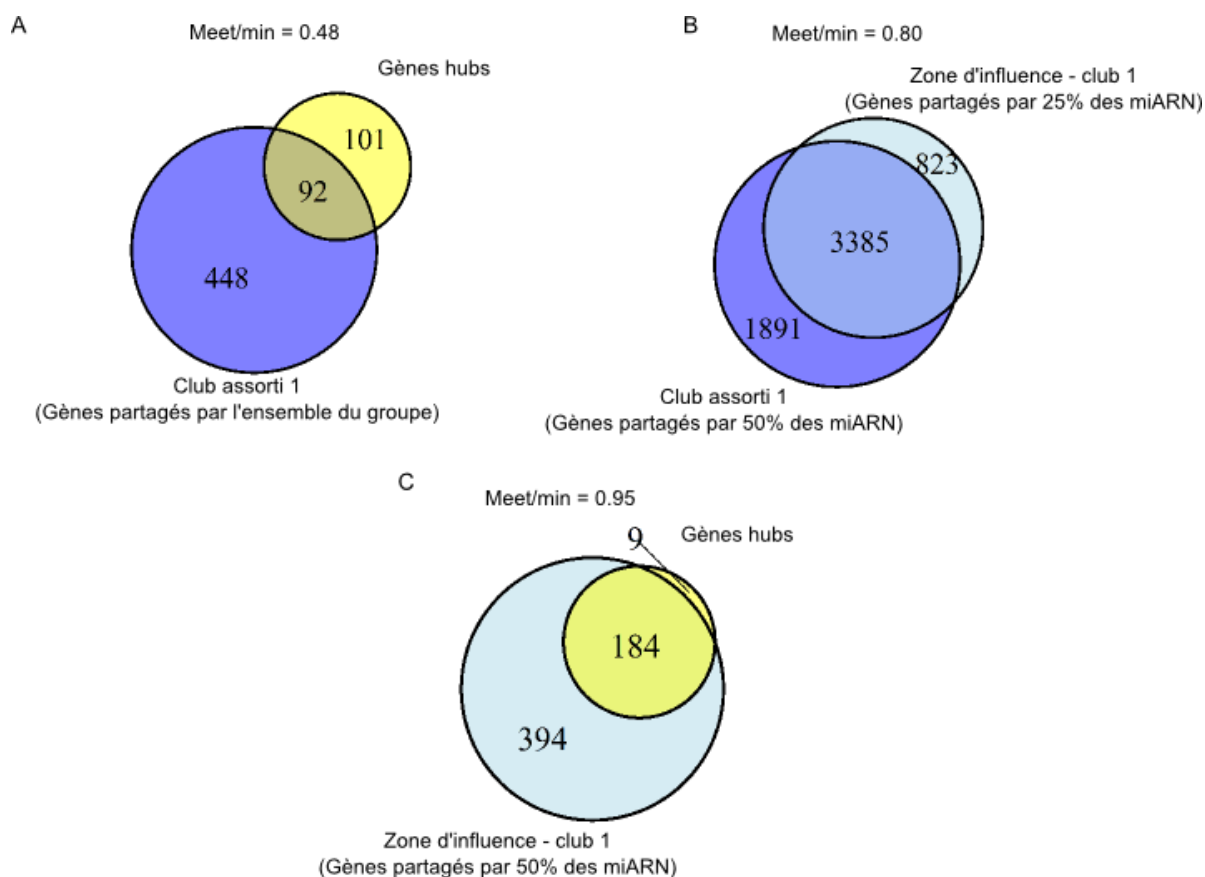 A
Meet/min = 0.48
Gènes hubs
101
92
448
Club assorti 1
(Gènes partagés par l'ensemble du groupe)
B
Meet/min = 0.80
Zone d'influence - club 1
(Gènes partagés par 25% des miARN)
823
3385
1891
Club assorti 1
(Gènes partagés par 50% des miARN)
C
Meet/min = 0.95
9
Gènes hubs
184
394
Zone d'influence - club 1
(Gènes partagés par 50% des miARN)